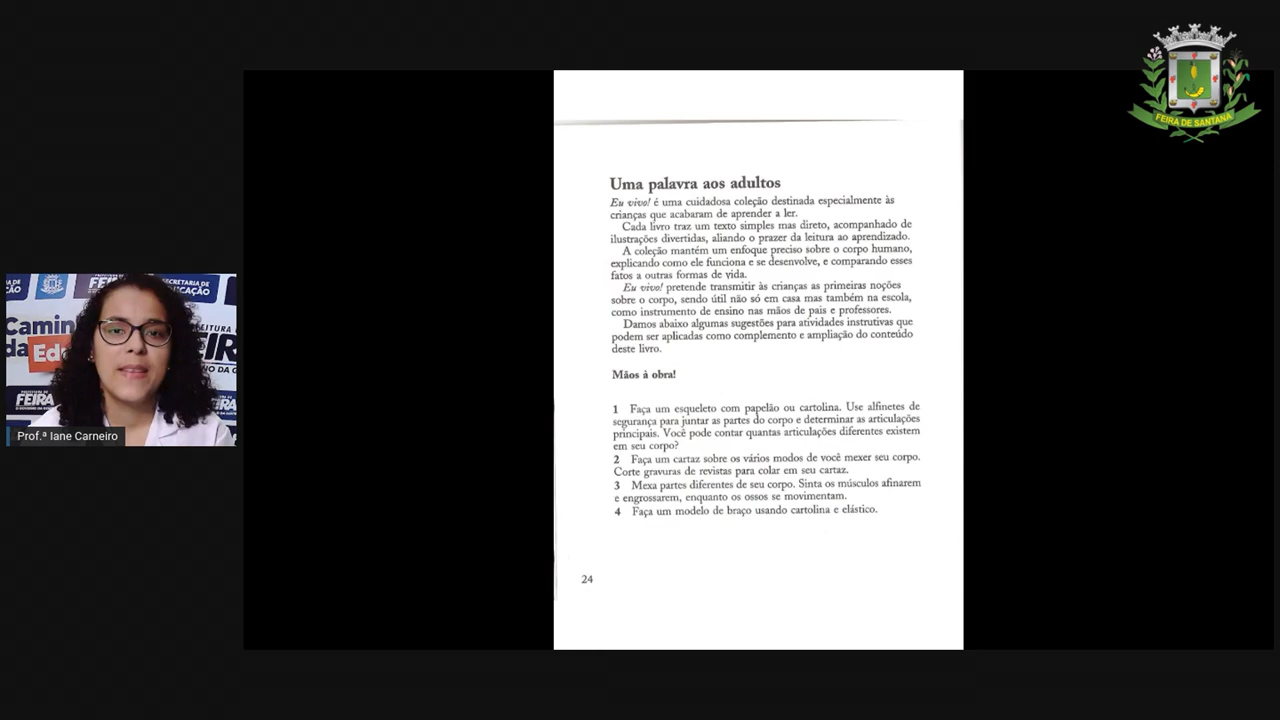 FEIRA DE SANTANA
Uma palavra aos adultos
Eu vivo! é uma cuidadosa coleção destinada especialmente às
crianças que acabaram de aprender a ler.
Cada livro traz um texto simples mas direto, acompanhado de
ilustrações divertidas, aliando o prazer da leitura ao aprendizado.
A coleção mantém um enfoque preciso sobre o corpo humano,
explicando como ele funciona e se desenvolve, e comparando esses
fatos a outras formas de vida.
Eu vivo! pretende transmitir às crianças as primeiras noções
sobre o corpo, sendo útil não só em casa mas também na escola,
como instrumento de ensino nas mãos de pais e professores.
Damos abaixo algumas sugestões para atividades instrutivas que
podem ser aplicadas como complemento e ampliação do conteúdo
deste livro.
Mãos à obra!
1 Faça um esqueleto com papelão ou cartolina. Use alfinetes de
segurança para juntar as partes do corpo e determinar as articulações
principais. Você pode contar quantas articulações diferentes existem
em seu corpo?
2 Faça um cartaz sobre os vários modos de você mexer seu corpo.
Corte gravuras de revistas para colar em seu cartaz.
3 Mexa partes diferentes de seu corpo. Sinta os músculos afinarem
e engrossarem, enquanto os ossos se movimentam.
4 Faça um modelo de braço usando cartolina e elástico.
24
Camin
da Ed
FEIRA
Prof.ª Iane Carneiro